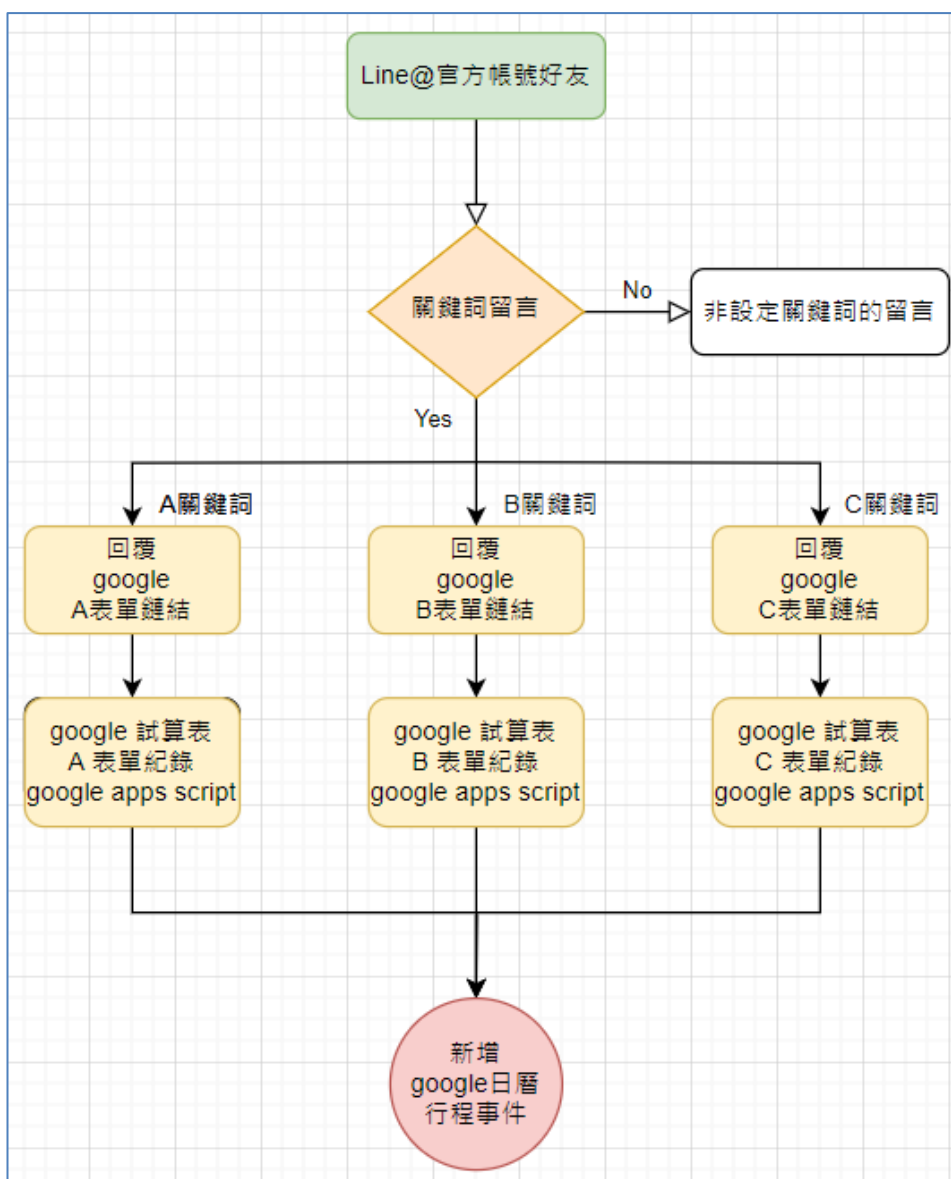 Line@官方帳號好友
關鍵詞留言
No
非設定關鍵詞的留言
Yes
A關鍵詞
B關鍵詞
C關鍵詞
回覆
google
A表單鏈結
回覆
google
B表單鏈結
回覆
google
C表單鏈結
google 試算表
A 表單紀錄
google apps script
google 試算表
B 表單紀錄
google apps script
google 試算表
C 表單紀錄
google apps script
新增
google日曆
行程事件